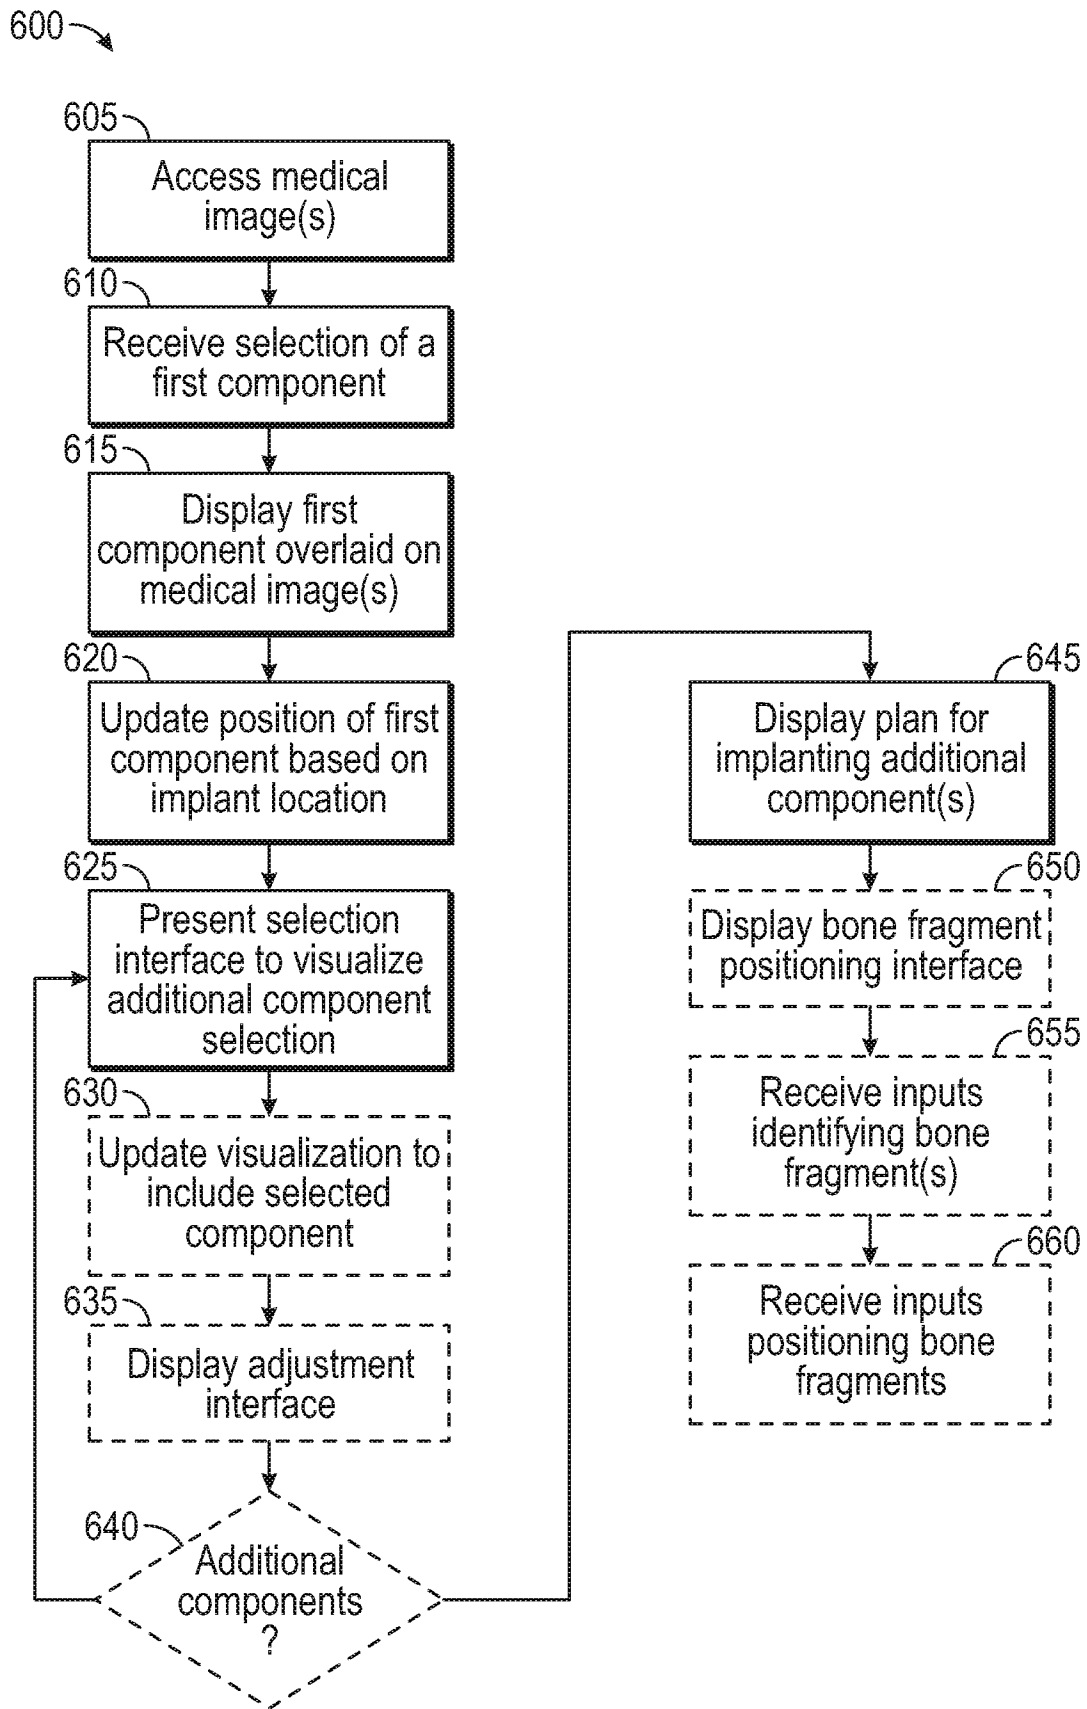 600
605
Access medical
image(s)
610
Receive selection of a
first component
615
Display first
component overlaid on
medical image(s)
620
Update position of first
component based on
implant location
625
Present selection
interface to visualize
additional component
selection
630
Update visualization to
include selected
component
635
Display adjustment
interface
640
Additional
components
?
645
Display plan for
implanting additional
component(s)
650
Display bone fragment
positioning interface
655
Receive inputs
identifying bone
fragment(s)
660
Receive inputs
positioning bone
fragments